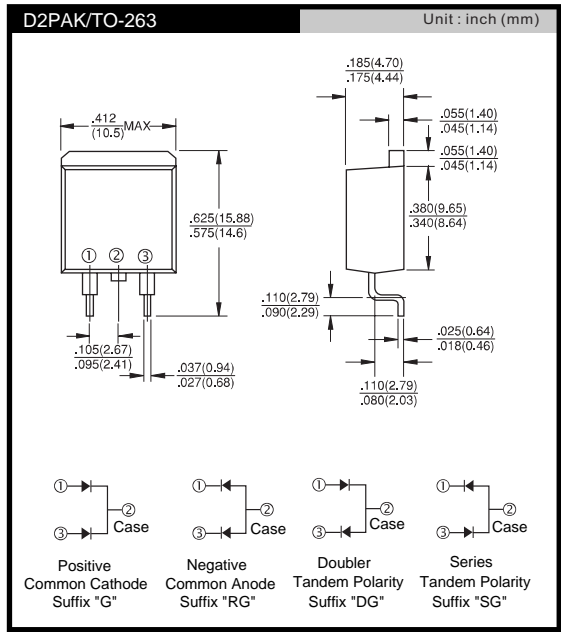 D2PAK/TO-263
Unit : inch (mm)
.412
(10.5)
MAX
.185(4.70)
.175(4.44)
.055(1.40)
.045(1.14)
.055(1.40)
.045(1.14)
.625(15.88)
.575(14.6)
.380(9.65)
.340(8.64)
① ② ③
.110(2.79)
.090(2.29)
.105(2.67)
.095(2.41)
.037(0.94)
.027(0.68)
.025(0.64)
.018(0.46)
.110(2.79)
.080(2.03)
①
②
③
Case
Positive
Common Cathode
Suffix "G"
①
②
③
Case
Negative
Common Anode
Suffix "RG"
①
②
③
Case
Doubler
Tandem Polarity
Suffix "DG"
①
②
③
Case
Series
Tandem Polarity
Suffix "SG"